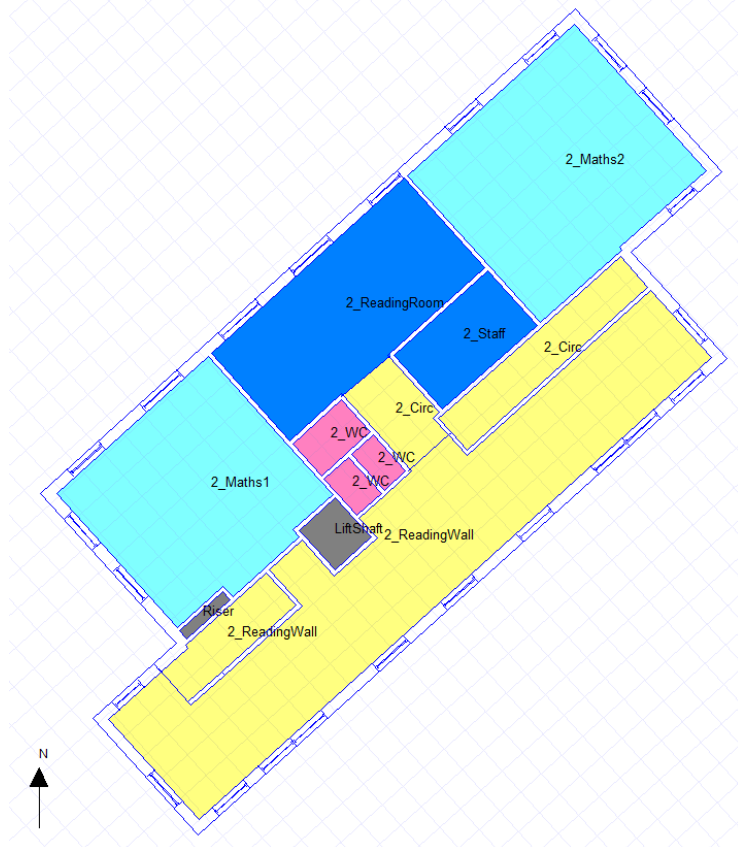 2_Maths2
2_ReadingRoom
2_Staff
2_Circ
2_Circ
2_WC
2_WC
2_WC
2_Maths1
LiftShaft
2_ReadingWall
Riser
2_ReadingWall
N